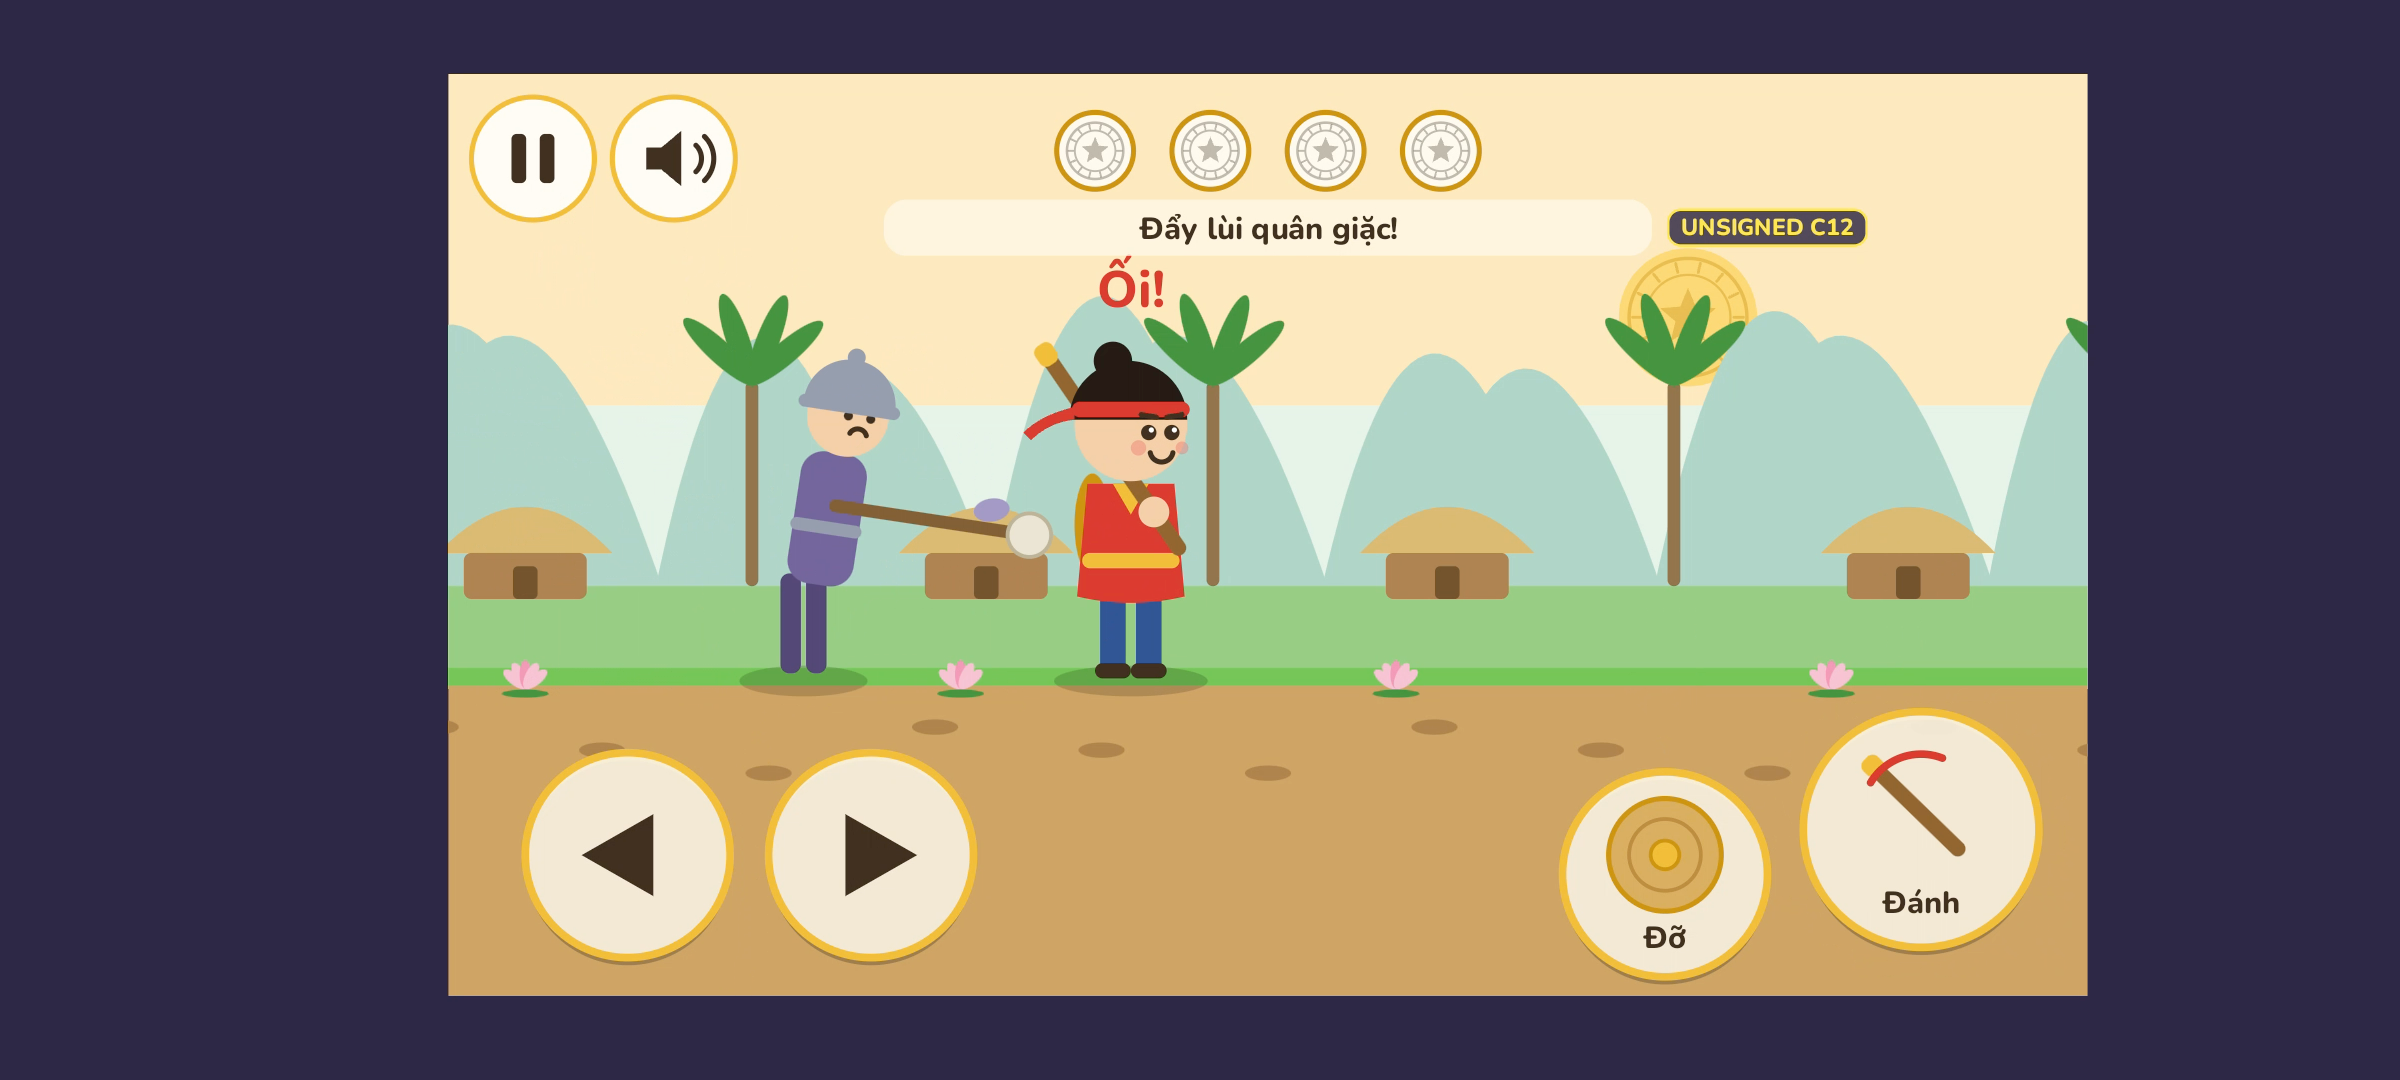 Đẩy lùi quân giặc!
UNSIGNED C12
Ối!
Đỡ
Đánh